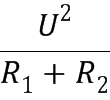 U²
R₁ + R₂